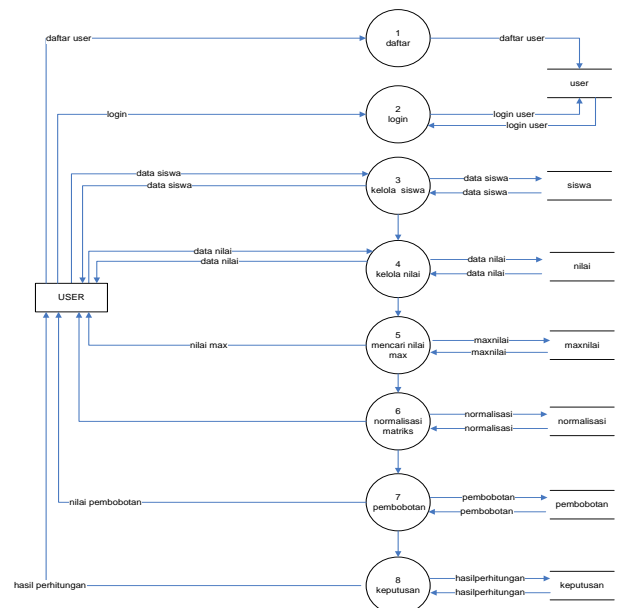 1
daftar user
daftar
daftar user
user
2
login
login
login user
login user
3
data siswa
kelola siswa
data siswa
data siswa
data siswa
siswa
data nilai
data nilai
4
kelola nilai
data nilai
data nilai
nilai
USER
5
nilai max
mencari nilai
max
maxnilai
maxnilai
maxnilai
6
normalisasi
matriks
normalisasi
normalisasi
normalisasi
7
nilai pembobotan
pembobotan
pembobotan
pembobotan
pembobotan
8
hasil perhitungan
keputusan
hasilperhitungan
hasilperhitungan
keputusan